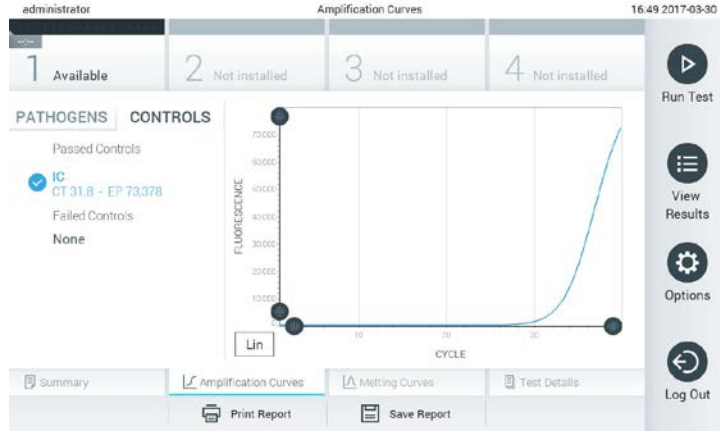 administrator
Amplification Curves
16:49 2017-03-30
-:-
1 Available
2 Not installed
3 Not installed
4 Not installed
Run Test
PATHOGENS
CONTROLS
Passed Controls
IC
CT 31.8 - EP 73,378
Failed Controls
None
FLUORESCENCE
70,000
60,000
50,000
40,000
30,000
20,000
10,000
10
20
30
CYCLE
Lin
View
Results
Options
Log Out
Summary
Amplification Curves
Melting Curves
Test Details
Print Report
Save Report